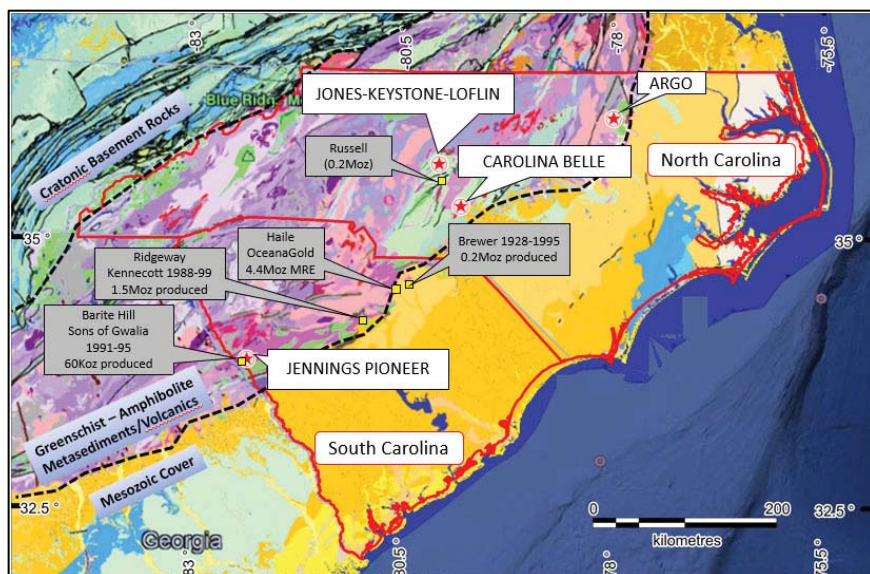 -83°
-80.5°
-78°
-75.5°
Blue Ridg
JONES-KEYSTONE-LOFLIN
ARGO
Cratonic Basement Rocks
Russell
(0.2Moz)
CAROLINA BELLE
North Carolina
35°
35°
Haile
OceanaGold
4.4Moz MRE
Brewer 1928-1995
0.2Moz produced
Ridgeway
Kennecott 1988-99
1.5Moz produced
Barite Hill
Sons of Gwalia
1991-95
60Koz produced
JENNINGS PIONEER
Greenschist – Amphibolite
Metasediments/Volcanics
South Carolina
Mesozoic Cover
32.5°
32.5°
0
200
kilometres
Georgia
-83°
-80.5°
-78°
-75.5°